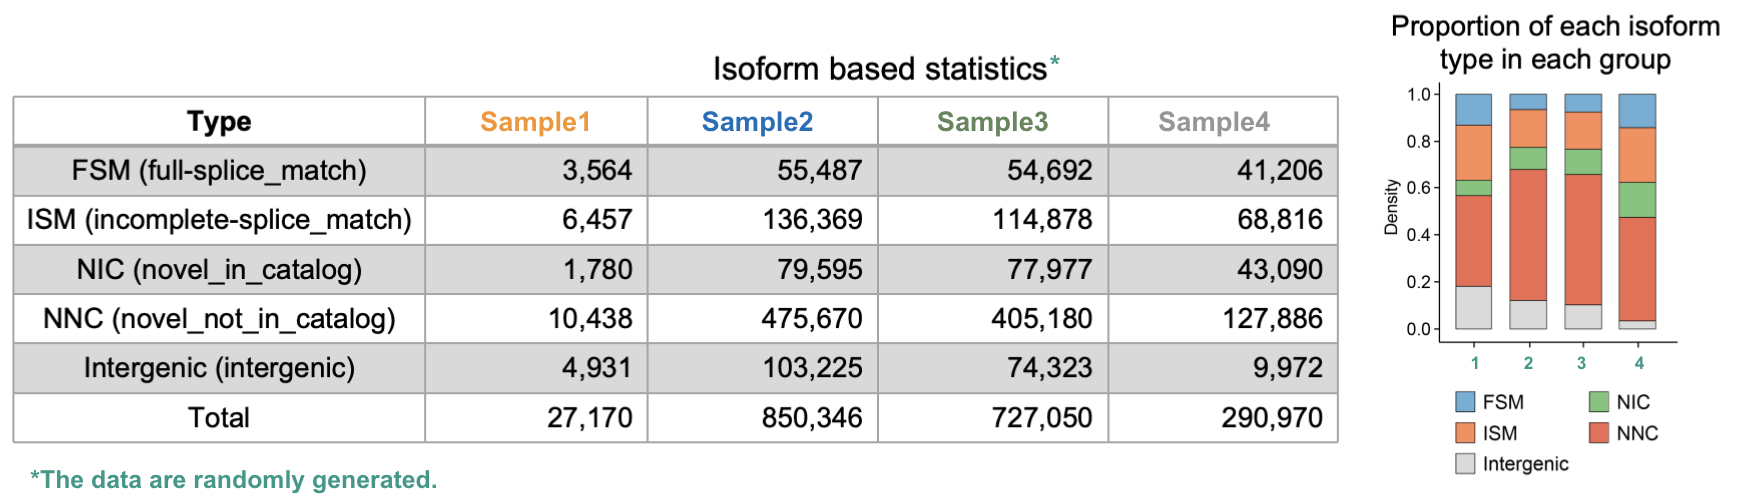 Isoform based statistics*
Type Sample1 Sample2 Sample3 Sample4
FSM (full-splice_match) 3,564 55,487 54,692 41,206
ISM (incomplete-splice_match) 6,457 136,369 114,878 68,816
NIC (novel_in_catalog) 1,780 79,595 77,977 43,090
NNC (novel_not_in_catalog) 10,438 475,670 405,180 127,886
Intergenic (intergenic) 4,931 103,225 74,323 9,972
Total 27,170 850,346 727,050 290,970
*The data are randomly generated.
Proportion of each isoform
type in each group
Density
1.0
0.8
0.6
0.4
0.2
0.0
1 2 3 4
FSM NIC
ISM NNC
Intergenic